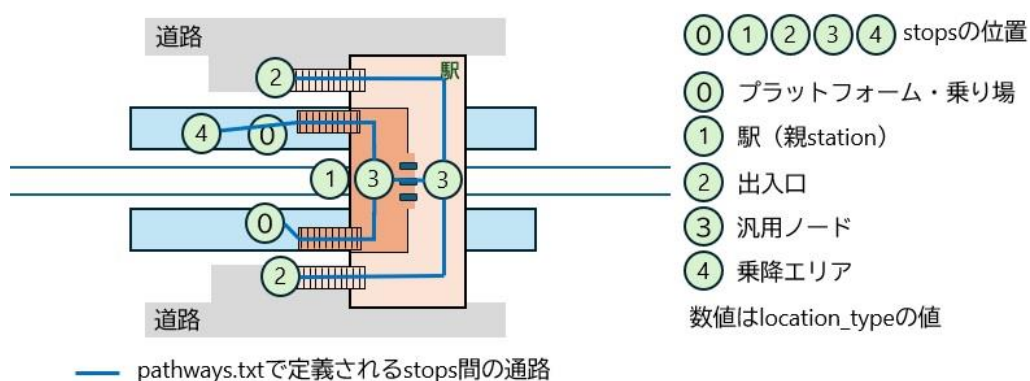 道路
⓪①②③④ stopsの位置
② 駅
⓪ プラットフォーム・乗り場
④ ⓪
① 駅（親station）
① ③ ③
② 出入口
⓪
③ 汎用ノード
②
④ 乗降エリア
道路
数値はlocation_typeの値
pathways.txtで定義されるstops間の通路